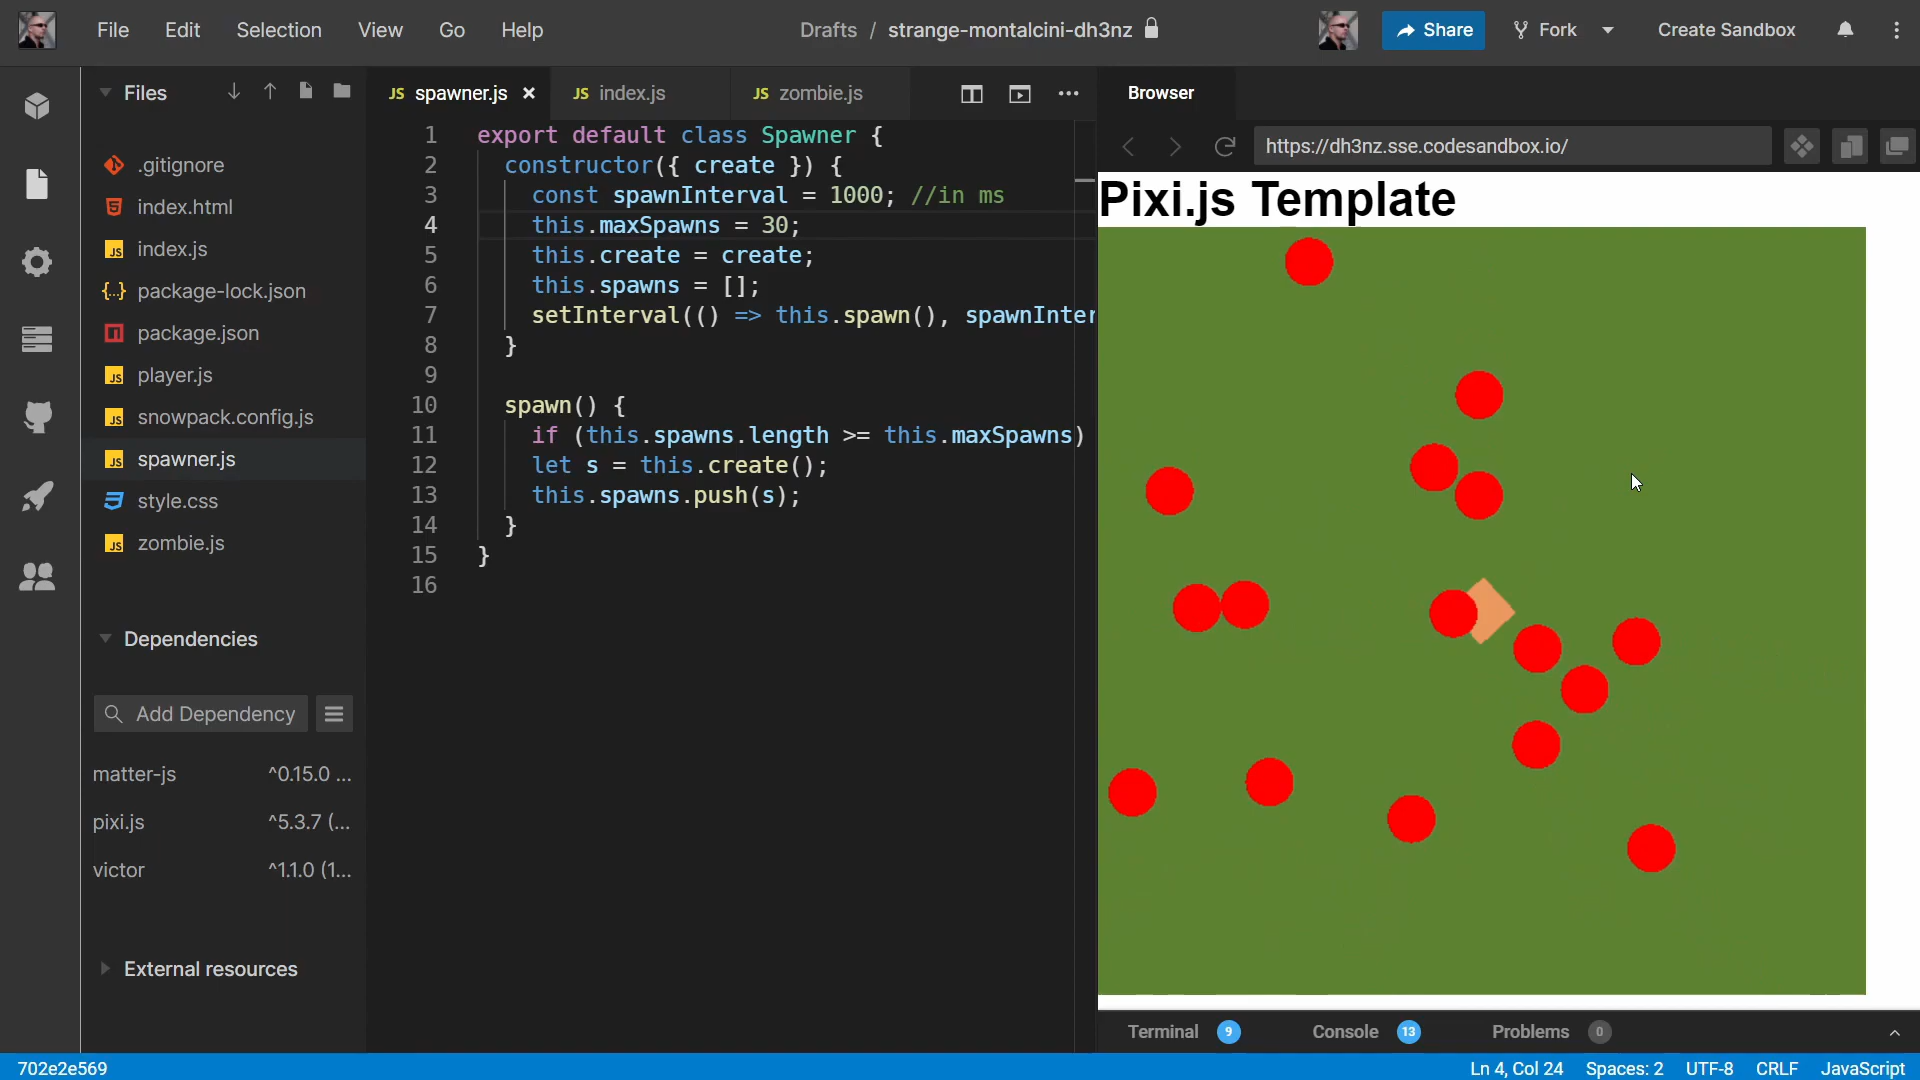 File Edit Selection View Go Help
Drafts / strange-montalcini-dh3nz
Share Fork Create Sandbox
Files
.gitignore
index.html
index.js
package-lock.json
package.json
player.js
snowpack.config.js
spawner.js
style.css
zombie.js
Dependencies
Add Dependency
matter-js ^0.15.0 ...
pixi.js ^5.3.7 (...
victor ^1.1.0 (1...
External resources
JS spawner.js × JS index.js JS zombie.js
1 export default class Spawner {
2 constructor({ create }) {
3 const spawnInterval = 1000; //in ms
4 this.maxSpawns = 30;
5 this.create = create;
6 this.spawns = [];
7 setInterval(() => this.spawn(), spawnInter
8 }
9
10 spawn() {
11 if (this.spawns.length >= this.maxSpawns)
12 let s = this.create();
13 this.spawns.push(s);
14 }
15 }
16
Browser
https://dh3nz.sse.codesandbox.io/
Pixi.js Template
Terminal 9 Console 13 Problems 0
702e2e569
Ln 4, Col 24 Spaces: 2 UTF-8 CRLF JavaScript